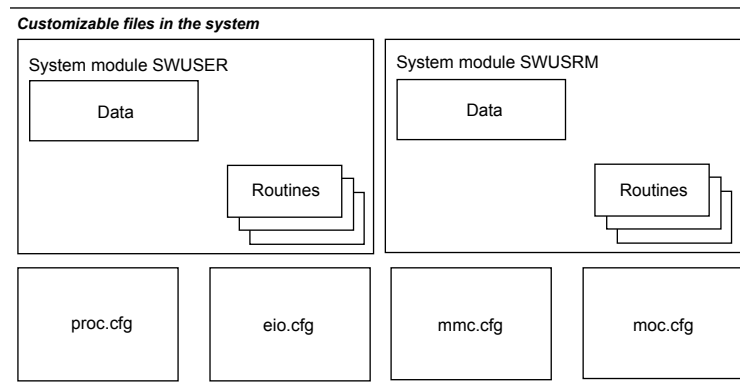 Customizable files in the system
System module SWUSER
Data
Routines
System module SWUSRM
Data
Routines
proc.cfg
eio.cfg
mmc.cfg
moc.cfg